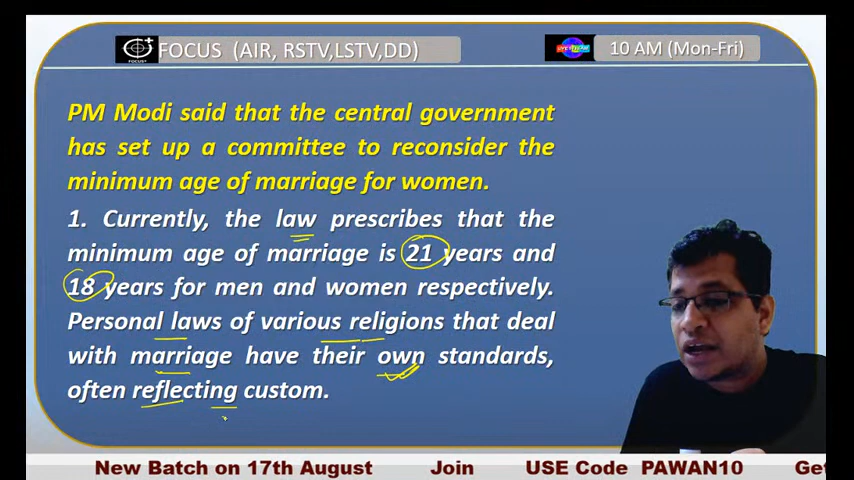 FOCUS (AIR, RSTV,LSTV,DD)
10 AM (Mon-Fri)
PM Modi said that the central government
has set up a committee to reconsider the
minimum age of marriage for women.
1. Currently, the law prescribes that the
minimum age of marriage is 21 years and
18 years for men and women respectively.
Personal laws of various religions that deal
with marriage have their own standards,
often reflecting custom.
New Batch on 17th August Join USE Code PAWAN10 Get